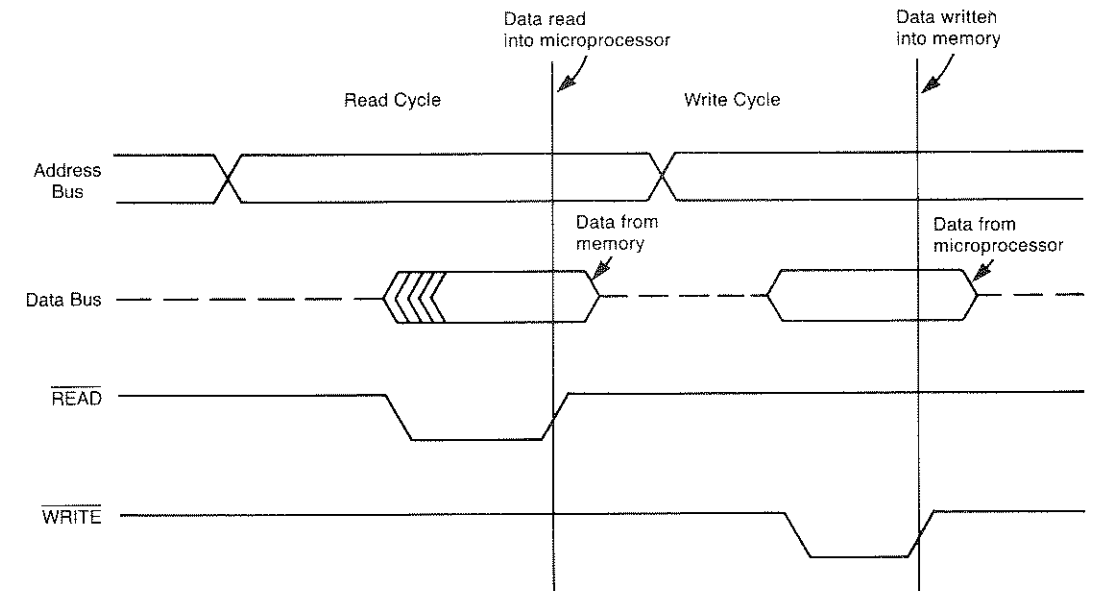 Data read
into microprocessor
Data written
into memory
Read Cycle
Write Cycle
Address
Bus
Data from
memory
Data from
microprocessor
Data Bus
READ
WRITE